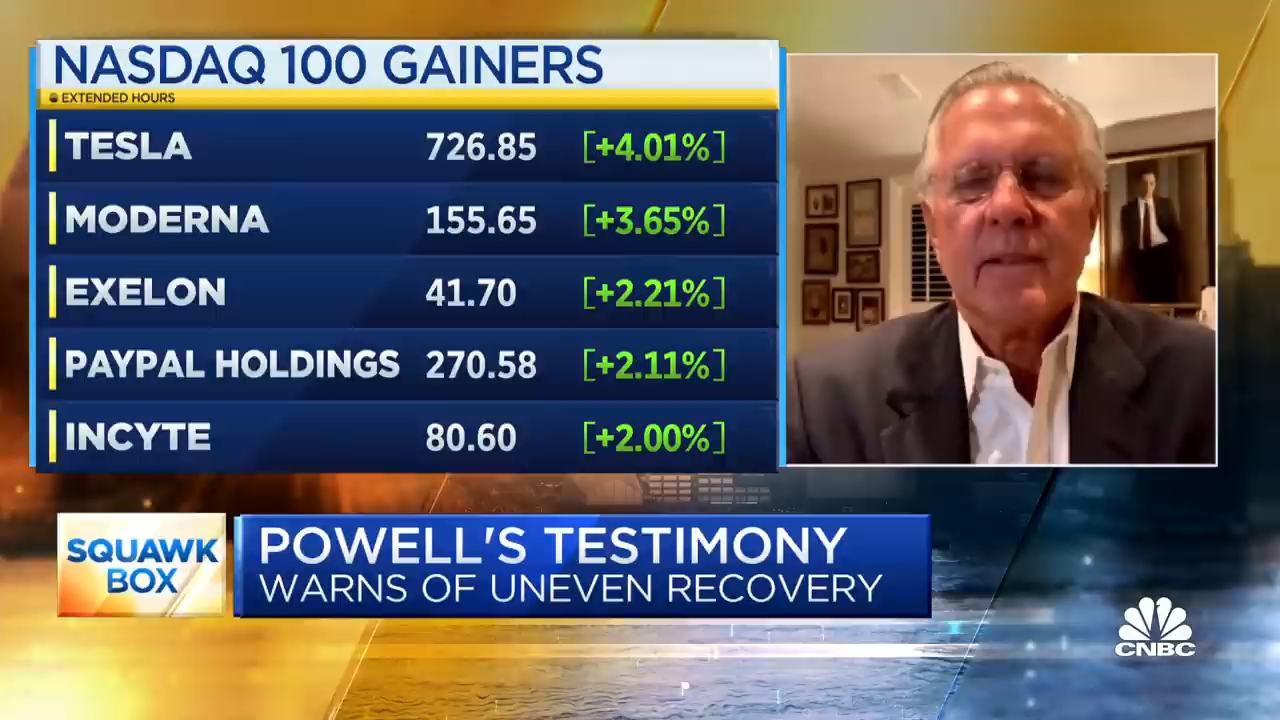 NASDAQ 100 GAINERS
EXTENDED HOURS
TESLA 726.85 [+4.01%]
MODERNA 155.65 [+3.65%]
EXELON 41.70 [+2.21%]
PAYPAL HOLDINGS 270.58 [+2.11%]
INCYTE 80.60 [+2.00%]
SQUAWK
BOX
POWELL'S TESTIMONY
WARNS OF UNEVEN RECOVERY
CNBC
P